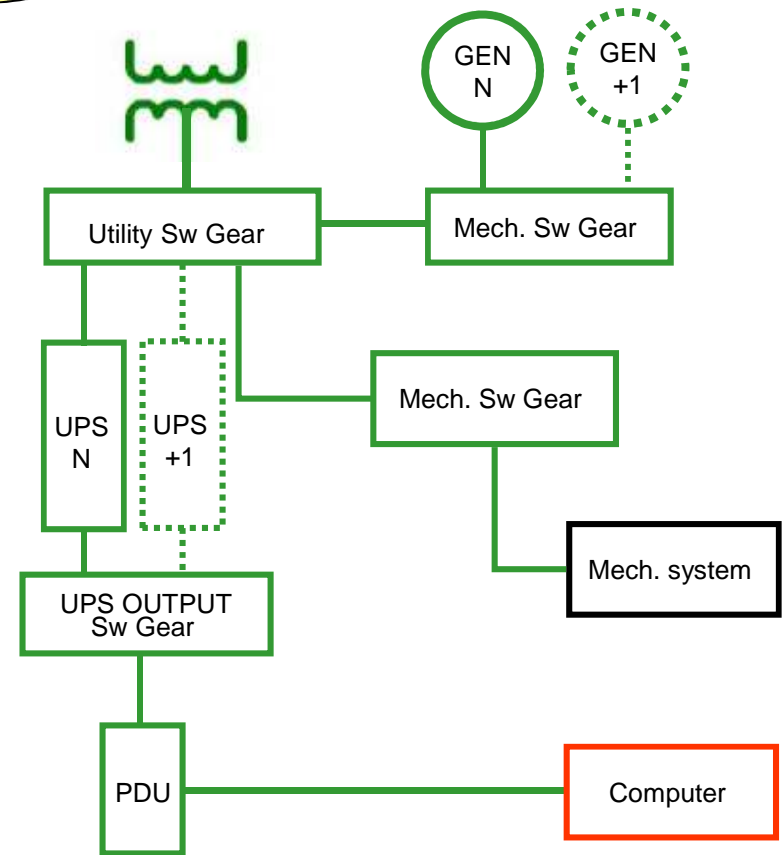 GEN
N
GEN
+1
Utility Sw Gear
Mech. Sw Gear
UPS
N
UPS
+1
Mech. Sw Gear
Mech. system
UPS OUTPUT
Sw Gear
PDU
Computer